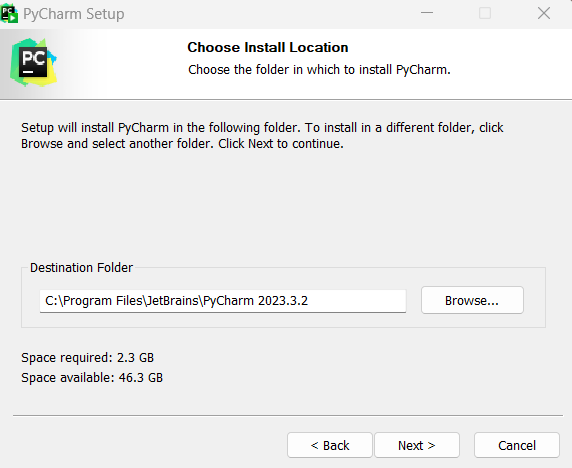 PyCharm Setup
PC
Choose Install Location
Choose the folder in which to install PyCharm.
Setup will install PyCharm in the following folder. To install in a different folder, click
Browse and select another folder. Click Next to continue.
Destination Folder
C:\Program Files\JetBrains\PyCharm 2023.3.2
Browse...
Space required: 2.3 GB
Space available: 46.3 GB
< Back
Next >
Cancel